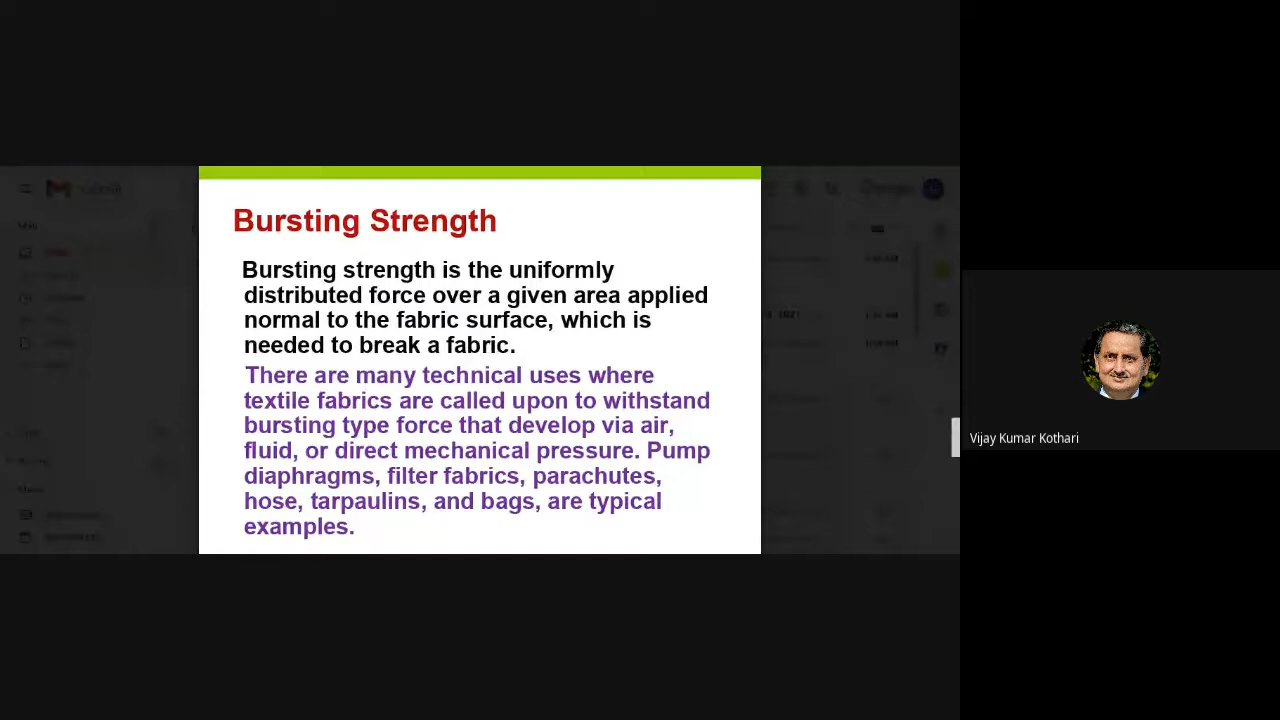 Bursting Strength
Bursting strength is the uniformly
distributed force over a given area applied
normal to the fabric surface, which is
needed to break a fabric.
There are many technical uses where
textile fabrics are called upon to withstand
bursting type force that develop via air,
fluid, or direct mechanical pressure. Pump
diaphragms, filter fabrics, parachutes,
hose, tarpaulins, and bags, are typical
examples.
Vijay Kumar Kothari